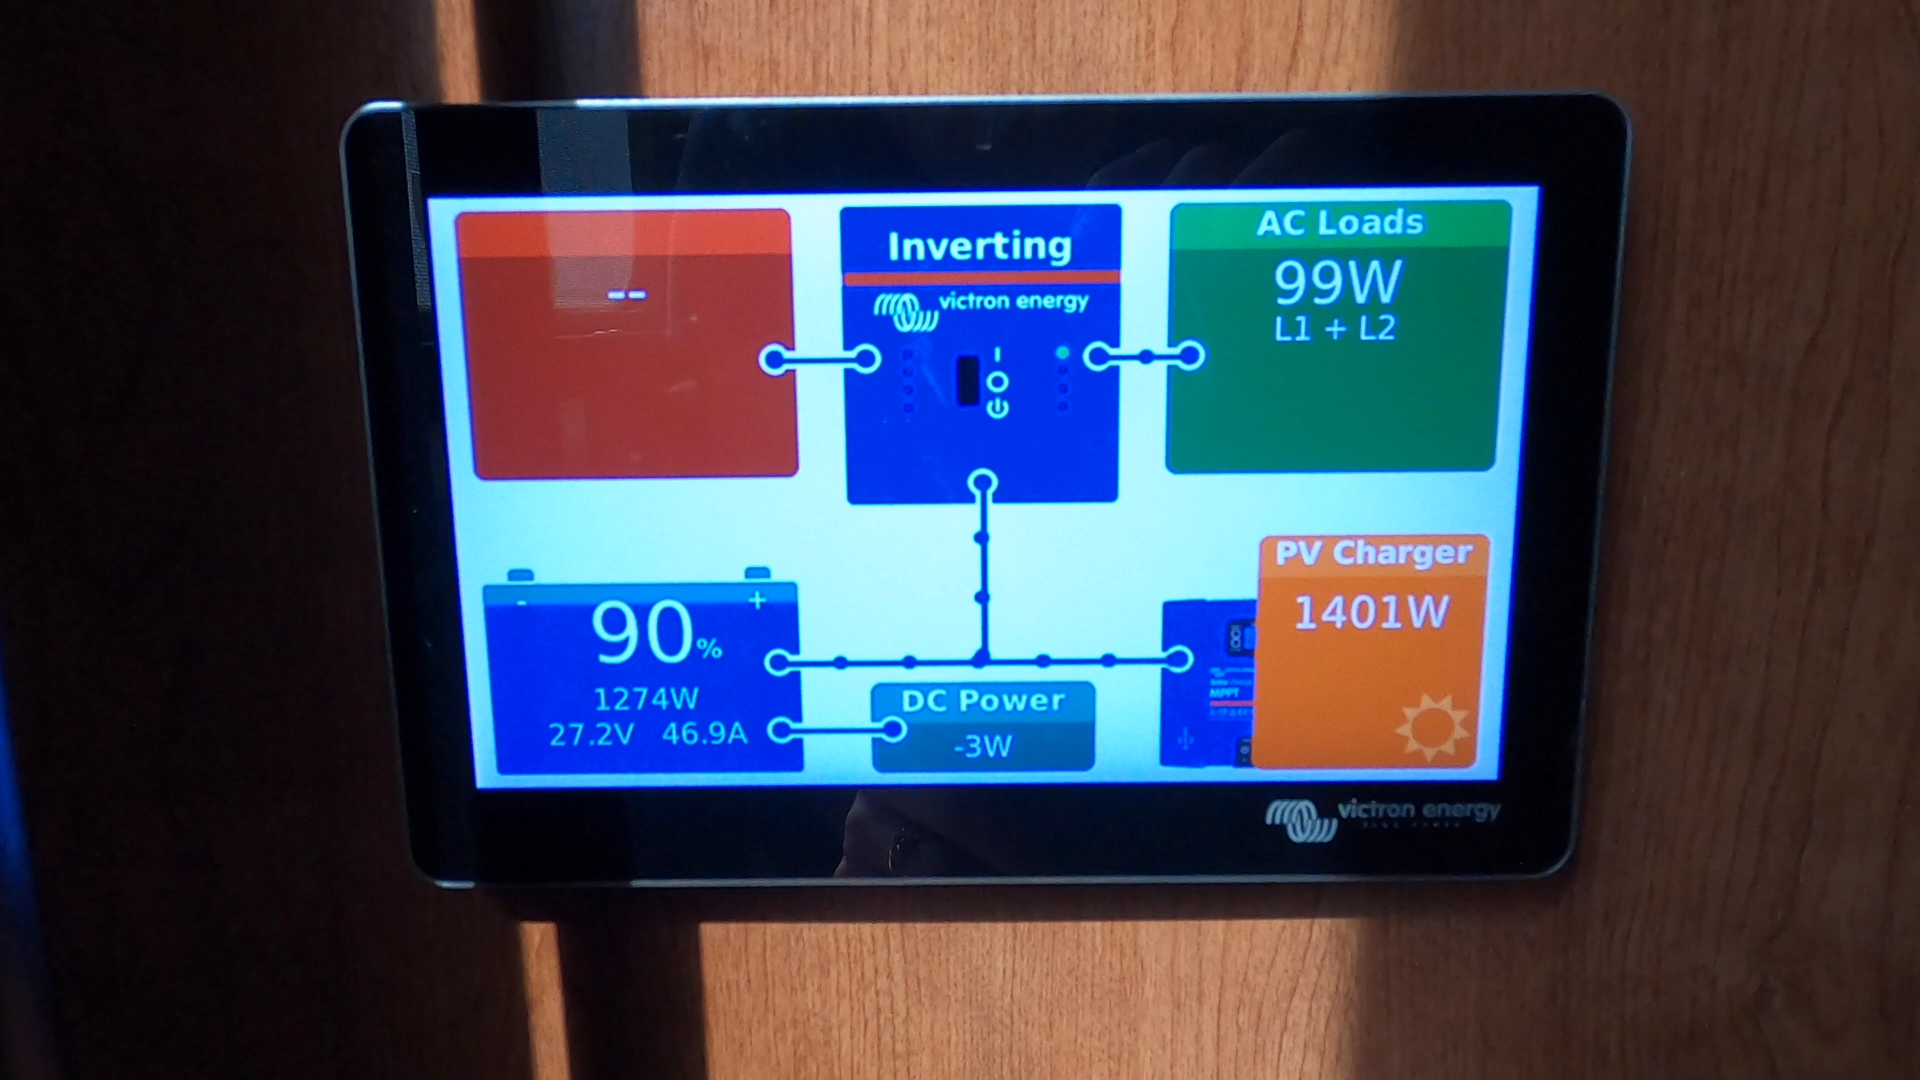 --
Inverting
victron energy
I
AC Loads
99W
L1 + L2
- +
90%
1274W
27.2V 46.9A
DC Power
-3W
MPPT
PV Charger
1401W
victron energy